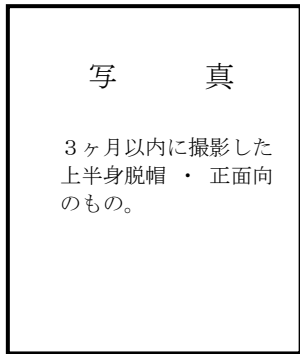 写　　真
３ヶ月以内に撮影した
上半身脱帽 ・ 正面向
のもの。